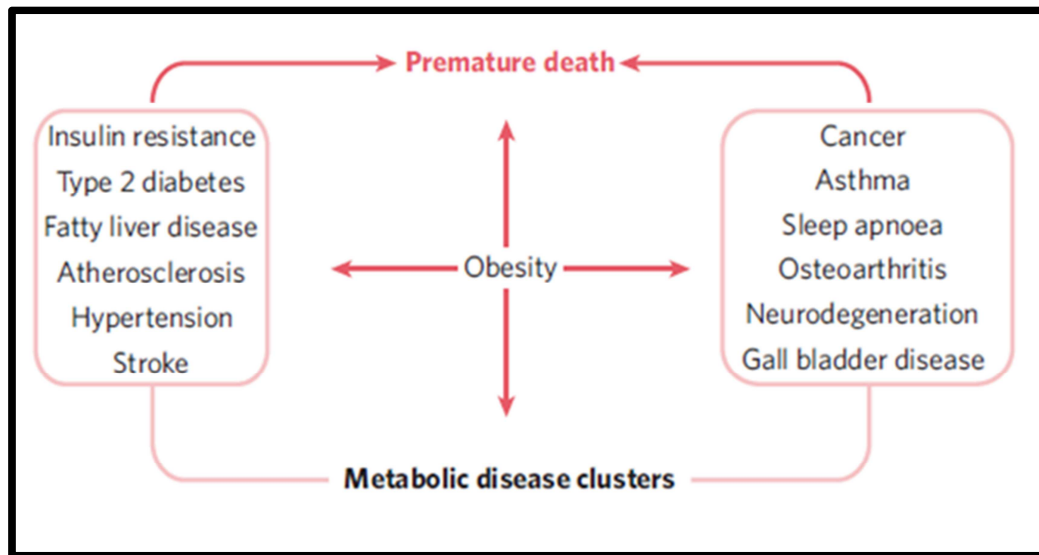 Premature death
Insulin resistance
Type 2 diabetes
Fatty liver disease
Atherosclerosis
Hypertension
Stroke
Obesity
Cancer
Asthma
Sleep apnoea
Osteoarthritis
Neurodegeneration
Gall bladder disease
Metabolic disease clusters